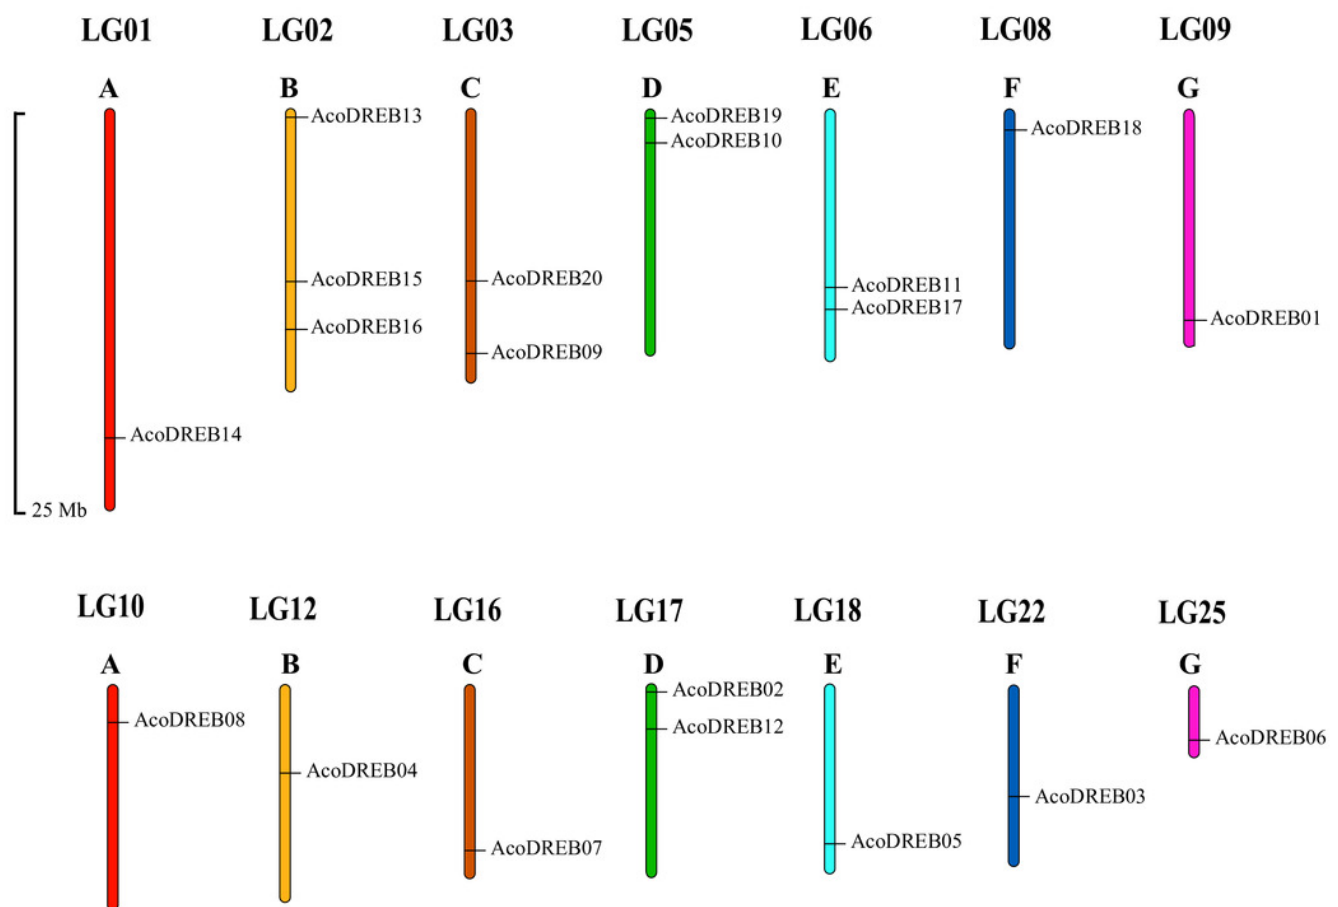 LG01 LG02 LG03 LG05 LG06 LG08 LG09
A B C D E F G
AcoDREB13 AcoDREB19
AcoDREB10 AcoDREB18
AcoDREB15 AcoDREB20
AcoDREB11
AcoDREB17
AcoDREB16 AcoDREB01
AcoDREB09
AcoDREB14
25 Mb
LG10 LG12 LG16 LG17 LG18 LG22 LG25
A B C D E F G
AcoDREB02
AcoDREB08 AcoDREB12
AcoDREB06
AcoDREB04
AcoDREB03
AcoDREB07 AcoDREB05